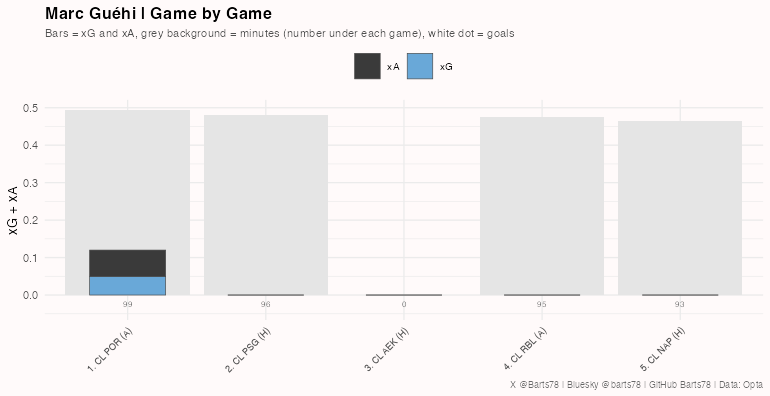 Marc Guéhi | Game by Game
Bars = xG and xA, grey background = minutes (number under each game), white dot = goals
xA xG
xG + xA
0.5
0.4
0.3
0.2
0.1
0.0
99 96 0 95 93
1. CL POR (A) 2. CL PSG (H) 3. CL AEK (H) 4. CL RBL (A) 5. CL NAP (H)
X @Barts78 | Bluesky @barts78 | GitHub Barts78 | Data: Opta